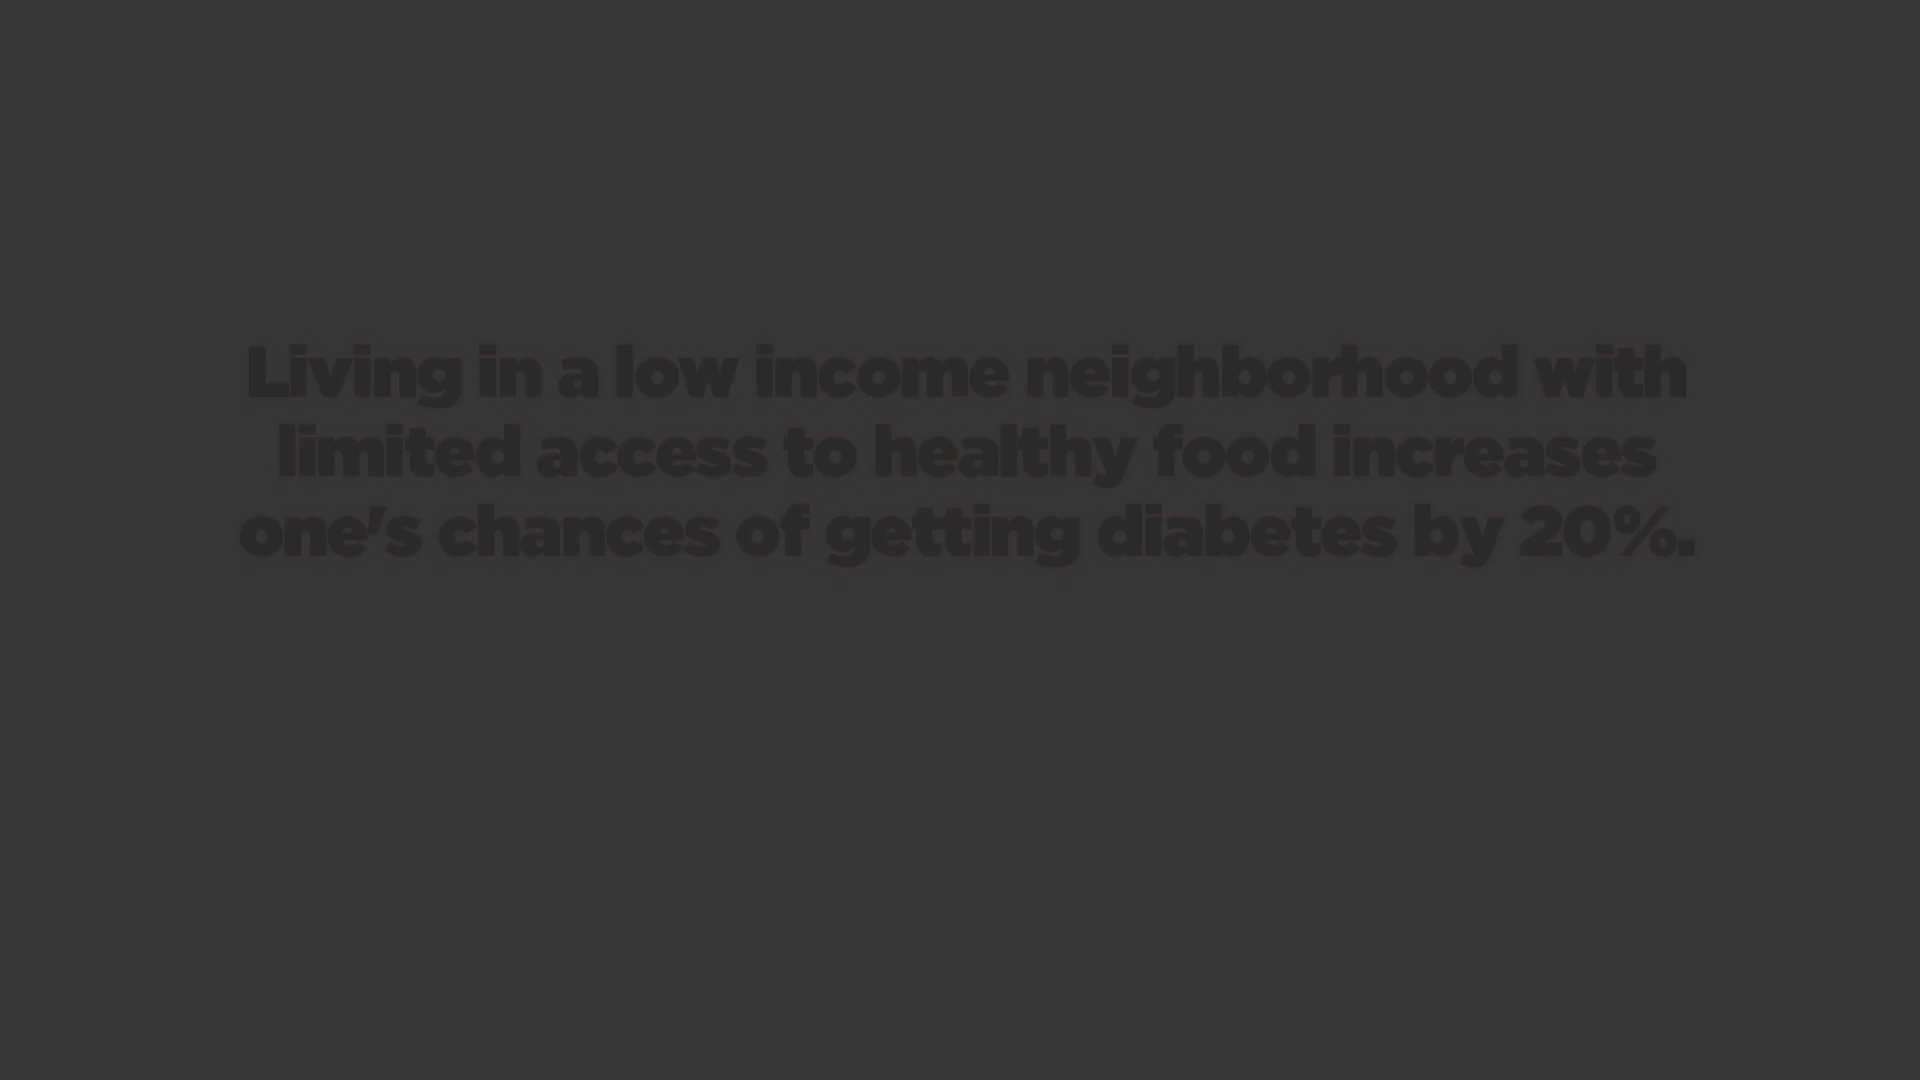 Living in a low income neighborhood with
limited access to healthy food increases
one's chances of getting diabetes by 20%.